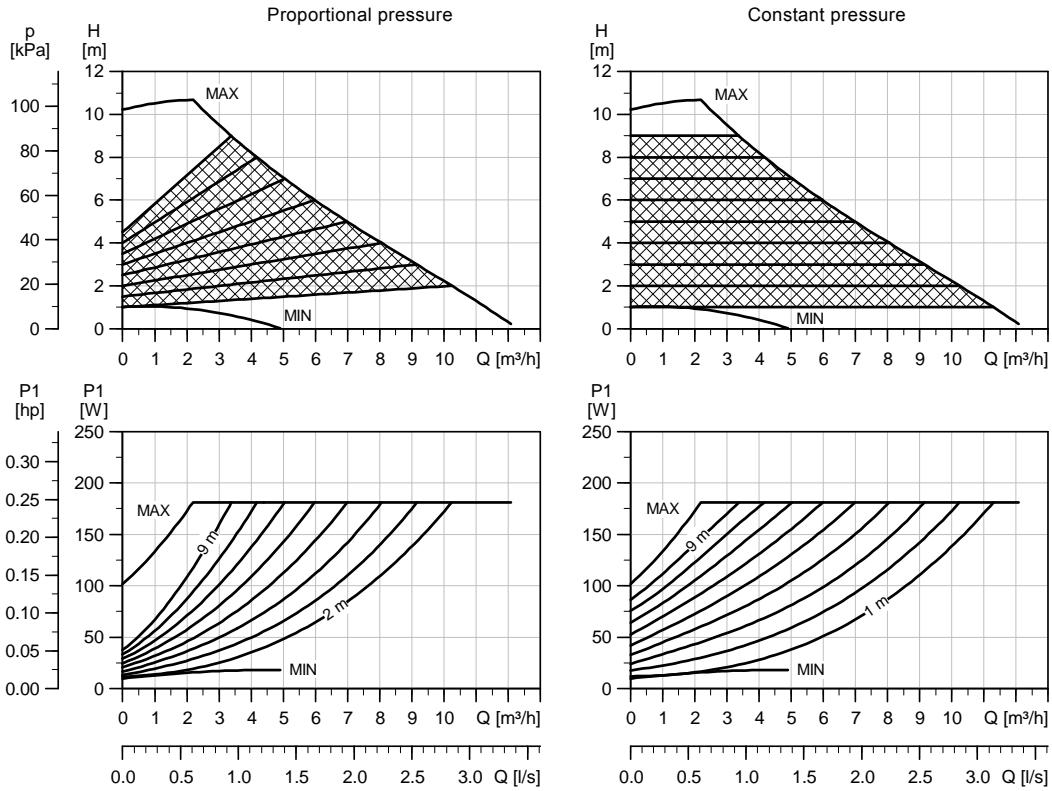 Proportional pressure
Constant pressure
p
[kPa]
H
[m]
H
[m]
12
10
8
6
4
2
0
100
80
60
40
20
0
MAX
MIN
0 1 2 3 4 5 6 7 8 9 10 Q [m³/h]
12
10
8
6
4
2
0
MAX
MIN
0 1 2 3 4 5 6 7 8 9 10 Q [m³/h]
P1
[hp]
P1
[W]
0.30
0.25
0.20
0.15
0.10
0.05
0.00
250
200
150
100
50
0
MAX
9 m
2 m
MIN
0 1 2 3 4 5 6 7 8 9 10 Q [m³/h]
0.0 0.5 1.0 1.5 2.0 2.5 3.0 Q [l/s]
P1
[W]
250
200
150
100
50
0
MAX
9 m
1 m
MIN
0 1 2 3 4 5 6 7 8 9 10 Q [m³/h]
0.0 0.5 1.0 1.5 2.0 2.5 3.0 Q [l/s]